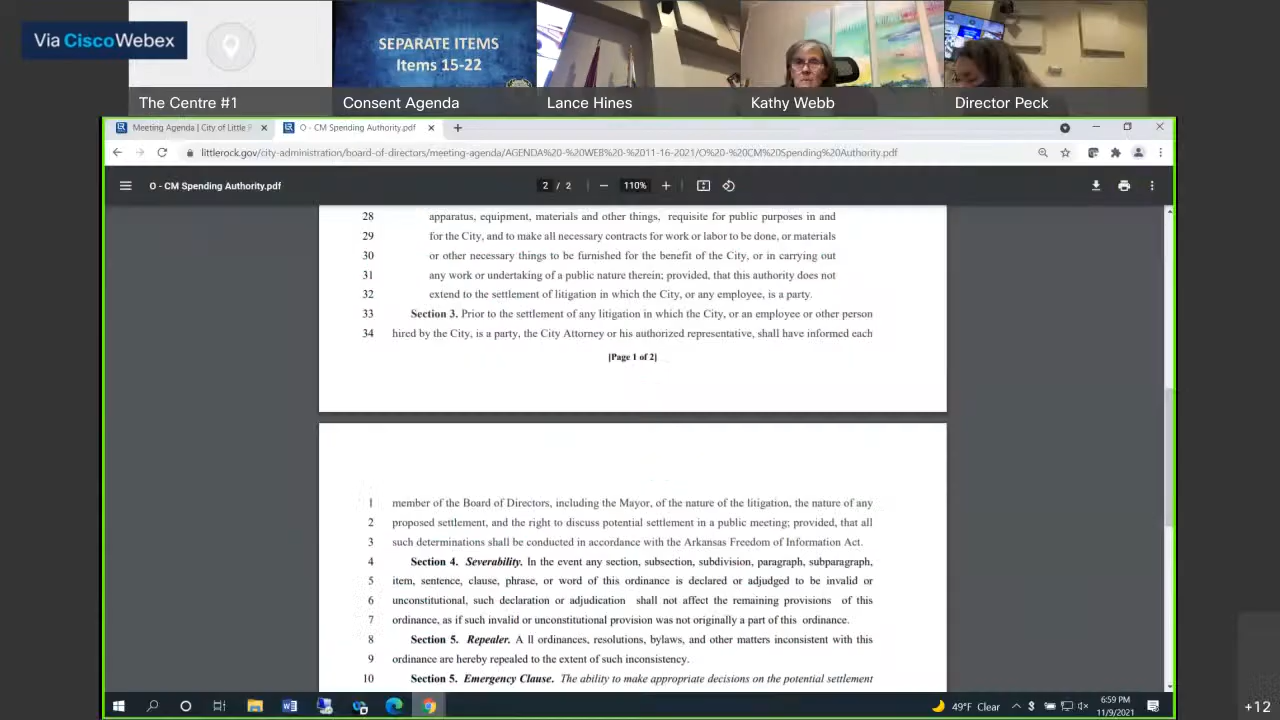 Via Cisco Webex
SEPARATE ITEMS
Items 15-22
The Centre #1
Consent Agenda
Lance Hines
Kathy Webb
Director Peck
Meeting Agenda | City of Little R
O - CM Spending Authority.pdf
littlerock.gov/city-administration/board-of-directors/meeting-agenda/AGENDA%20-%20WEB%20-%2011-16-2021/O%20-%20CM%20Spending%20Authority.pdf
O - CM Spending Authority.pdf
2 / 2
110%
28 apparatus, equipment, materials and other things, requisite for public purposes in and
29 for the City, and to make all necessary contracts for work or labor to be done, or materials
30 or other necessary things to be furnished for the benefit of the City, or in carrying out
31 any work or undertaking of a public nature therein; provided, that this authority does not
32 extend to the settlement of litigation in which the City, or any employee, is a party.
33 Section 3. Prior to the settlement of any litigation in which the City, or an employee or other person
34 hired by the City, is a party, the City Attorney or his authorized representative, shall have informed each
[Page 1 of 2]
1 member of the Board of Directors, including the Mayor, of the nature of the litigation, the nature of any
2 proposed settlement, and the right to discuss potential settlement in a public meeting; provided, that all
3 such determinations shall be conducted in accordance with the Arkansas Freedom of Information Act.
4 Section 4. Severability. In the event any section, subsection, subdivision, paragraph, subparagraph,
5 item, sentence, clause, phrase, or word of this ordinance is declared or adjudged to be invalid or
6 unconstitutional, such declaration or adjudication shall not affect the remaining provisions of this
7 ordinance, as if such invalid or unconstitutional provision was not originally a part of this ordinance.
8 Section 5. Repealer. A ll ordinances, resolutions, bylaws, and other matters inconsistent with this
9 ordinance are hereby repealed to the extent of such inconsistency.
10 Section 5. Emergency Clause. The ability to make appropriate decisions on the potential settlement
49°F Clear
6:59 PM
11/9/2021
+12